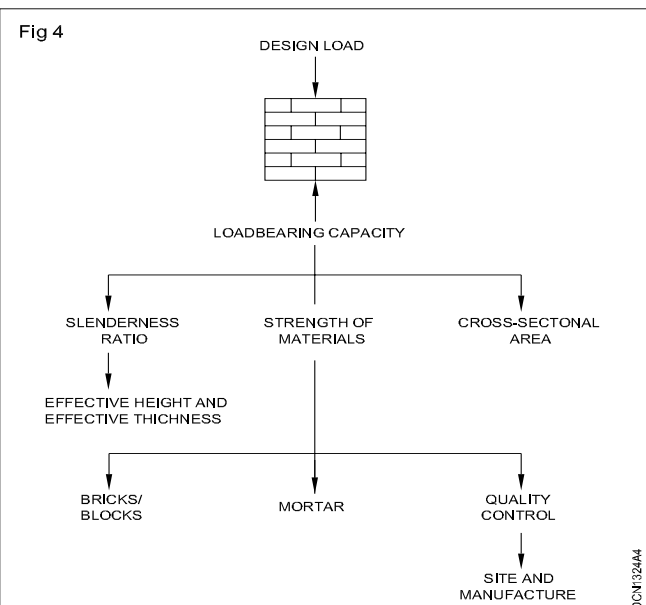 Fig 4
DESIGN LOAD
LOADBEARING CAPACITY
SLENDERNESS
RATIO
STRENGTH OF
MATERIALS
CROSS-SECTONAL
AREA
EFFECTIVE HEIGHT AND
EFFECTIVE THICHNESS
BRICKS/
BLOCKS
MORTAR
QUALITY
CONTROL
SITE AND
MANUFACTURE
DCN1324A4